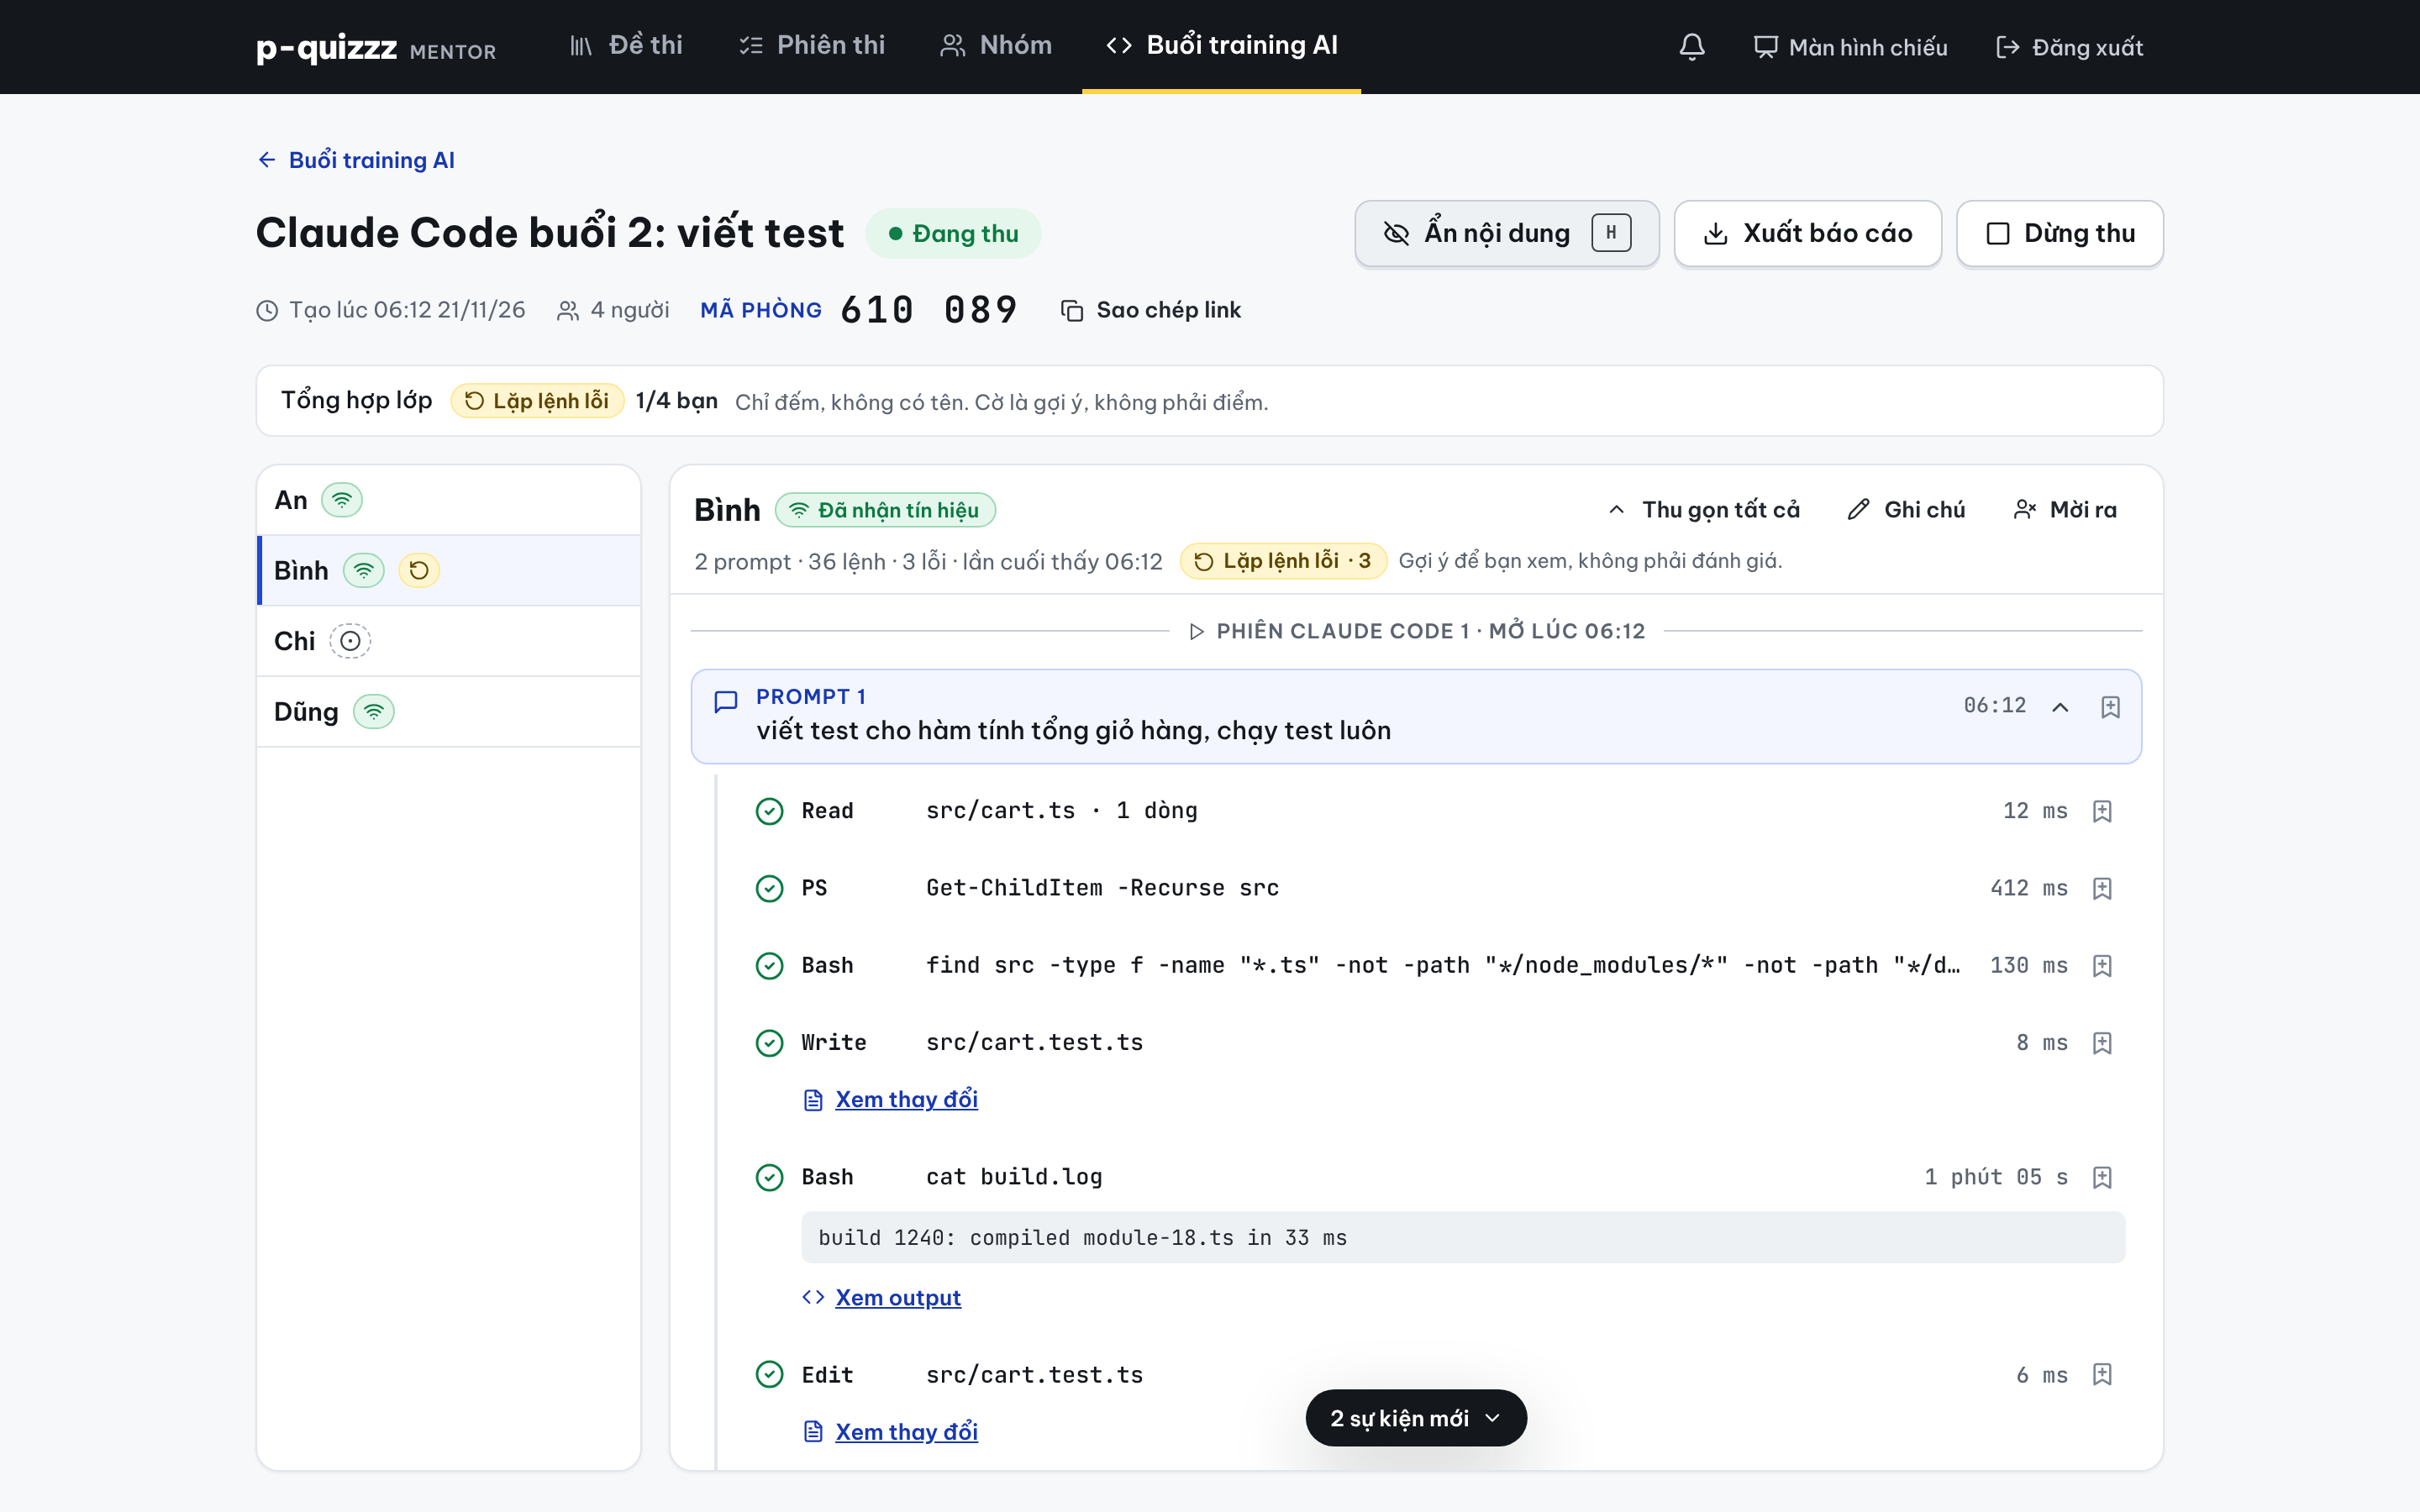 p-quizzz MENTOR Đề thi Phiên thi Nhóm Buổi training AI Màn hình chiếu Đăng xuất
Buổi training AI
Claude Code buổi 2: viết test Đang thu Ẩn nội dung H Xuất báo cáo Dừng thu
Tạo lúc 06:12 21/11/26 4 người MÃ PHÒNG 610 089 Sao chép link
Tổng hợp lớp Lặp lệnh lỗi 1/4 bạn Chỉ đếm, không có tên. Cờ là gợi ý, không phải điểm.
An
Bình
Chi
Dũng
Bình Đã nhận tín hiệu Thu gọn tất cả Ghi chú Mời ra
2 prompt · 36 lệnh · 3 lỗi · lần cuối thấy 06:12 Lặp lệnh lỗi · 3 Gợi ý để bạn xem, không phải đánh giá.
PHIÊN CLAUDE CODE 1 · MỞ LÚC 06:12
PROMPT 1 06:12
viết test cho hàm tính tổng giỏ hàng, chạy test luôn
Read src/cart.ts · 1 dòng 12 ms
PS Get-ChildItem -Recurse src 412 ms
Bash find src -type f -name "*.ts" -not -path "*/node_modules/*" -not -path "*/d… 130 ms
Write src/cart.test.ts 8 ms
Xem thay đổi
Bash cat build.log 1 phút 05 s
build 1240: compiled module-18.ts in 33 ms
Xem output
Edit src/cart.test.ts 6 ms
Xem thay đổi
2 sự kiện mới